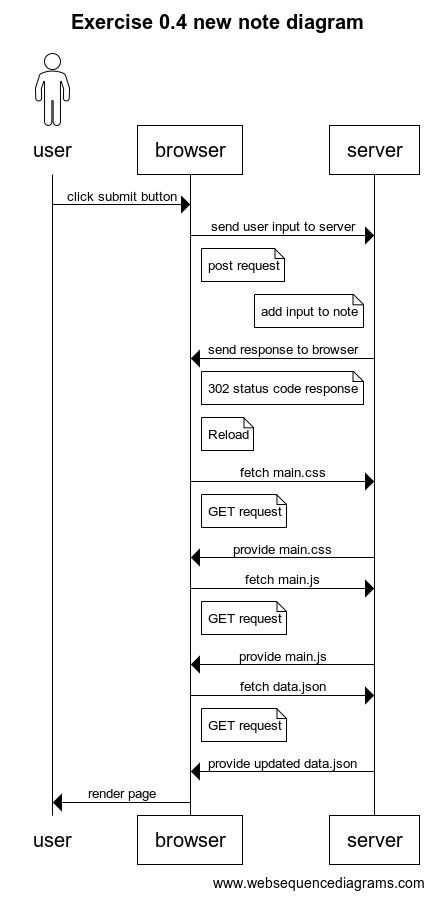 Exercise 0.4 new note diagram
user
browser
server
click submit button
send user input to server
post request
add input to note
send response to browser
302 status code response
Reload
fetch main.css
GET request
provide main.css
fetch main.js
GET request
provide main.js
fetch data.json
GET request
provide updated data.json
render page
user
browser
server
www.websequencediagrams.com